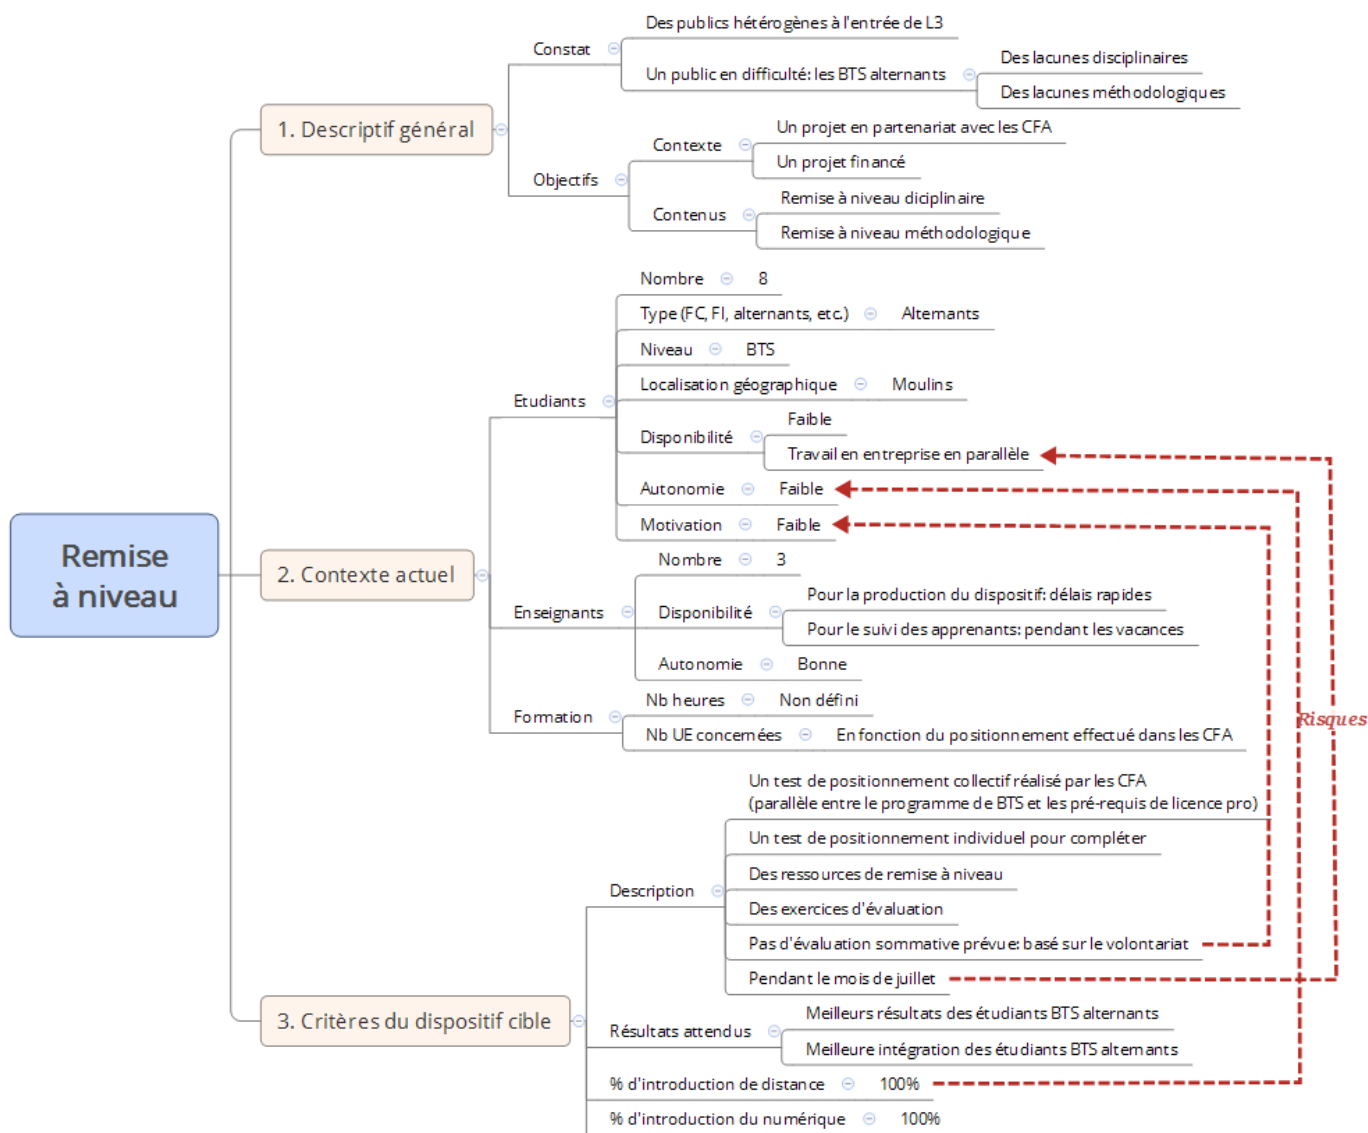 Remise
à niveau
1. Descriptif général
Constat
Des publics hétérogènes à l'entrée de L3
Un public en difficulté: les BTS alternants
Des lacunes disciplinaires
Des lacunes méthodologiques
Objectifs
Contexte
Un projet en partenariat avec les CFA
Un projet financé
Contenus
Remise à niveau diciplinaire
Remise à niveau méthodologique
2. Contexte actuel
Etudiants
Nombre
8
Type (FC, FI, alternants, etc.)
Alternants
Niveau
BTS
Localisation géographique
Moulins
Disponibilité
Faible
Travail en entreprise en parallèle
Autonomie
Faible
Motivation
Faible
Enseignants
Nombre
3
Disponibilité
Pour la production du dispositif: délais rapides
Pour le suivi des apprenants: pendant les vacances
Autonomie
Bonne
Formation
Nb heures
Non défini
Nb UE concernées
En fonction du positionnement effectué dans les CFA
Risques
3. Critères du dispositif cible
Description
Un test de positionnement collectif réalisé par les CFA
(parallèle entre le programme de BTS et les pré-requis de licence pro)
Un test de positionnement individuel pour compléter
Des ressources de remise à niveau
Des exercices d'évaluation
Pas d'évaluation sommative prévue: basé sur le volontariat
Pendant le mois de juillet
Résultats attendus
Meilleurs résultats des étudiants BTS alternants
Meilleure intégration des étudiants BTS alternants
% d'introduction de distance
100%
% d'introduction du numérique
100%